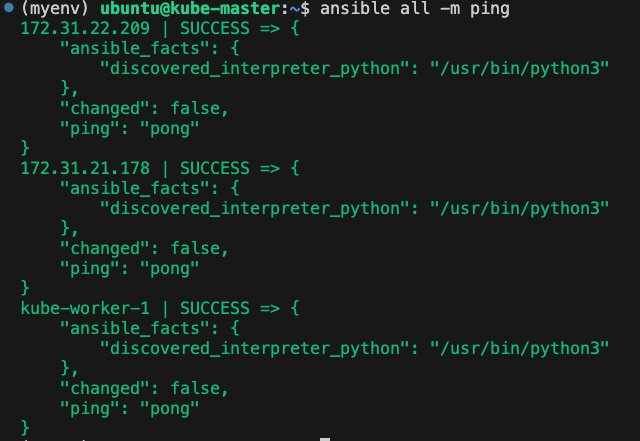 (myenv) ubuntu@kube-master:~$ ansible all -m ping
172.31.22.209 | SUCCESS => {
    "ansible_facts": {
        "discovered_interpreter_python": "/usr/bin/python3"
    },
    "changed": false,
    "ping": "pong"
}
172.31.21.178 | SUCCESS => {
    "ansible_facts": {
        "discovered_interpreter_python": "/usr/bin/python3"
    },
    "changed": false,
    "ping": "pong"
}
kube-worker-1 | SUCCESS => {
    "ansible_facts": {
        "discovered_interpreter_python": "/usr/bin/python3"
    },
    "changed": false,
    "ping": "pong"
}